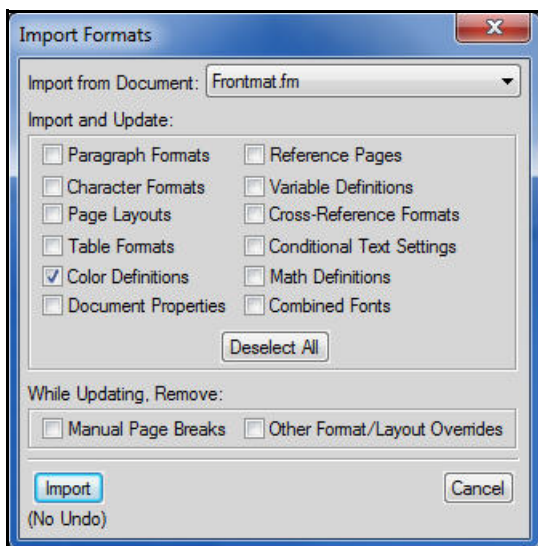 Import Formats
Import from Document: Frontmat.fm
Import and Update:
Paragraph Formats Reference Pages
Character Formats Variable Definitions
Page Layouts Cross-Reference Formats
Table Formats Conditional Text Settings
Color Definitions Math Definitions
Document Properties Combined Fonts
Deselect All
While Updating, Remove:
Manual Page Breaks Other Format/Layout Overrides
Import Cancel
(No Undo)